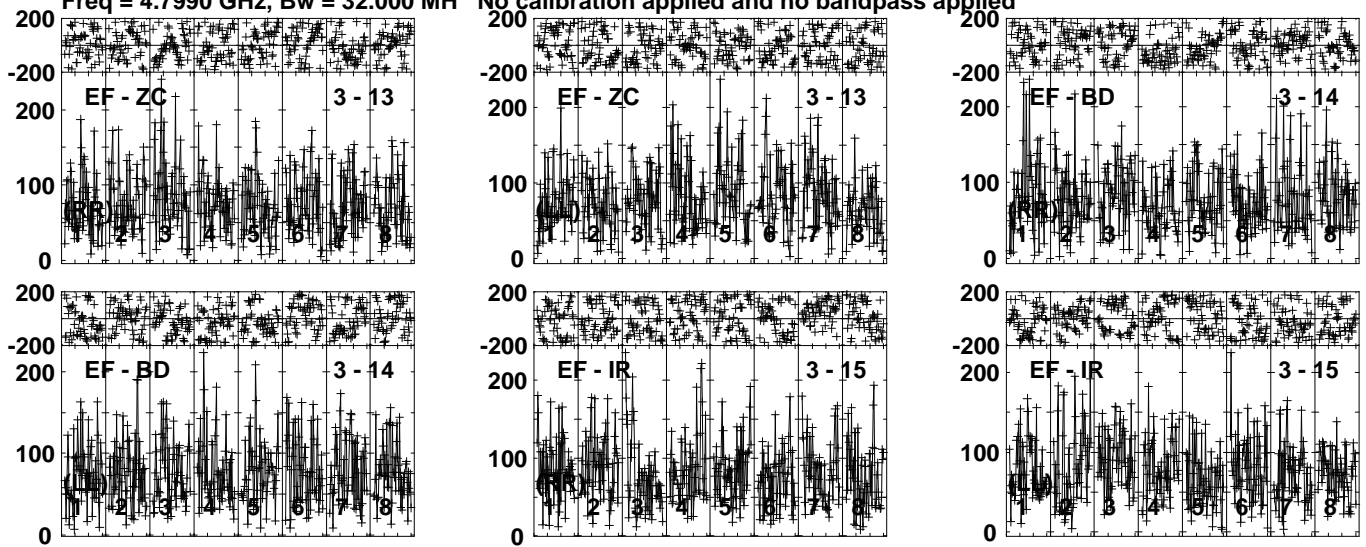 Freq = 4.7990 GHz, Bw = 32.000 MH No calibration applied and no bandpass applied
200
-200
EF - ZC 3 - 13
200
100
0
(RR)
1 2 3 4 5 6 7 8
200
-200
EF - ZC 3 - 13
200
100
0
(LL)
1 2 3 4 5 6 7 8
200
-200
EF - BD 3 - 14
200
100
0
(RR)
1 2 3 4 5 6 7 8
200
-200
EF - BD 3 - 14
200
100
0
(LL)
1 2 3 4 5 6 7 8
200
-200
EF - IR 3 - 15
200
100
0
(RR)
1 2 3 4 5 6 7 8
200
-200
EF - IR 3 - 15
200
100
0
(LL)
1 2 3 4 5 6 7 8